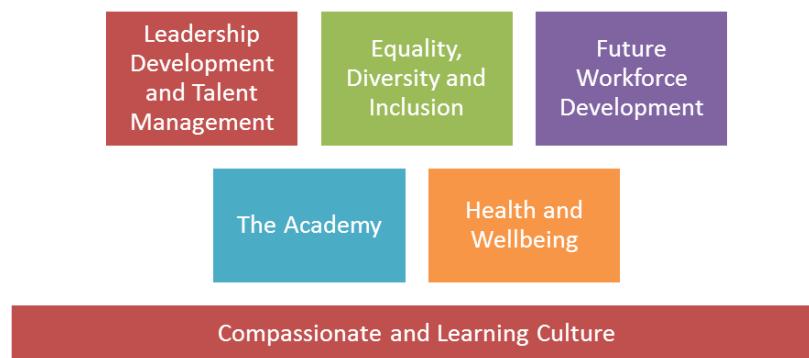 Leadership
Development
and Talent
Management
Equality,
Diversity and
Inclusion
Future
Workforce
Development
The Academy
Health and
Wellbeing
Compassionate and Learning Culture